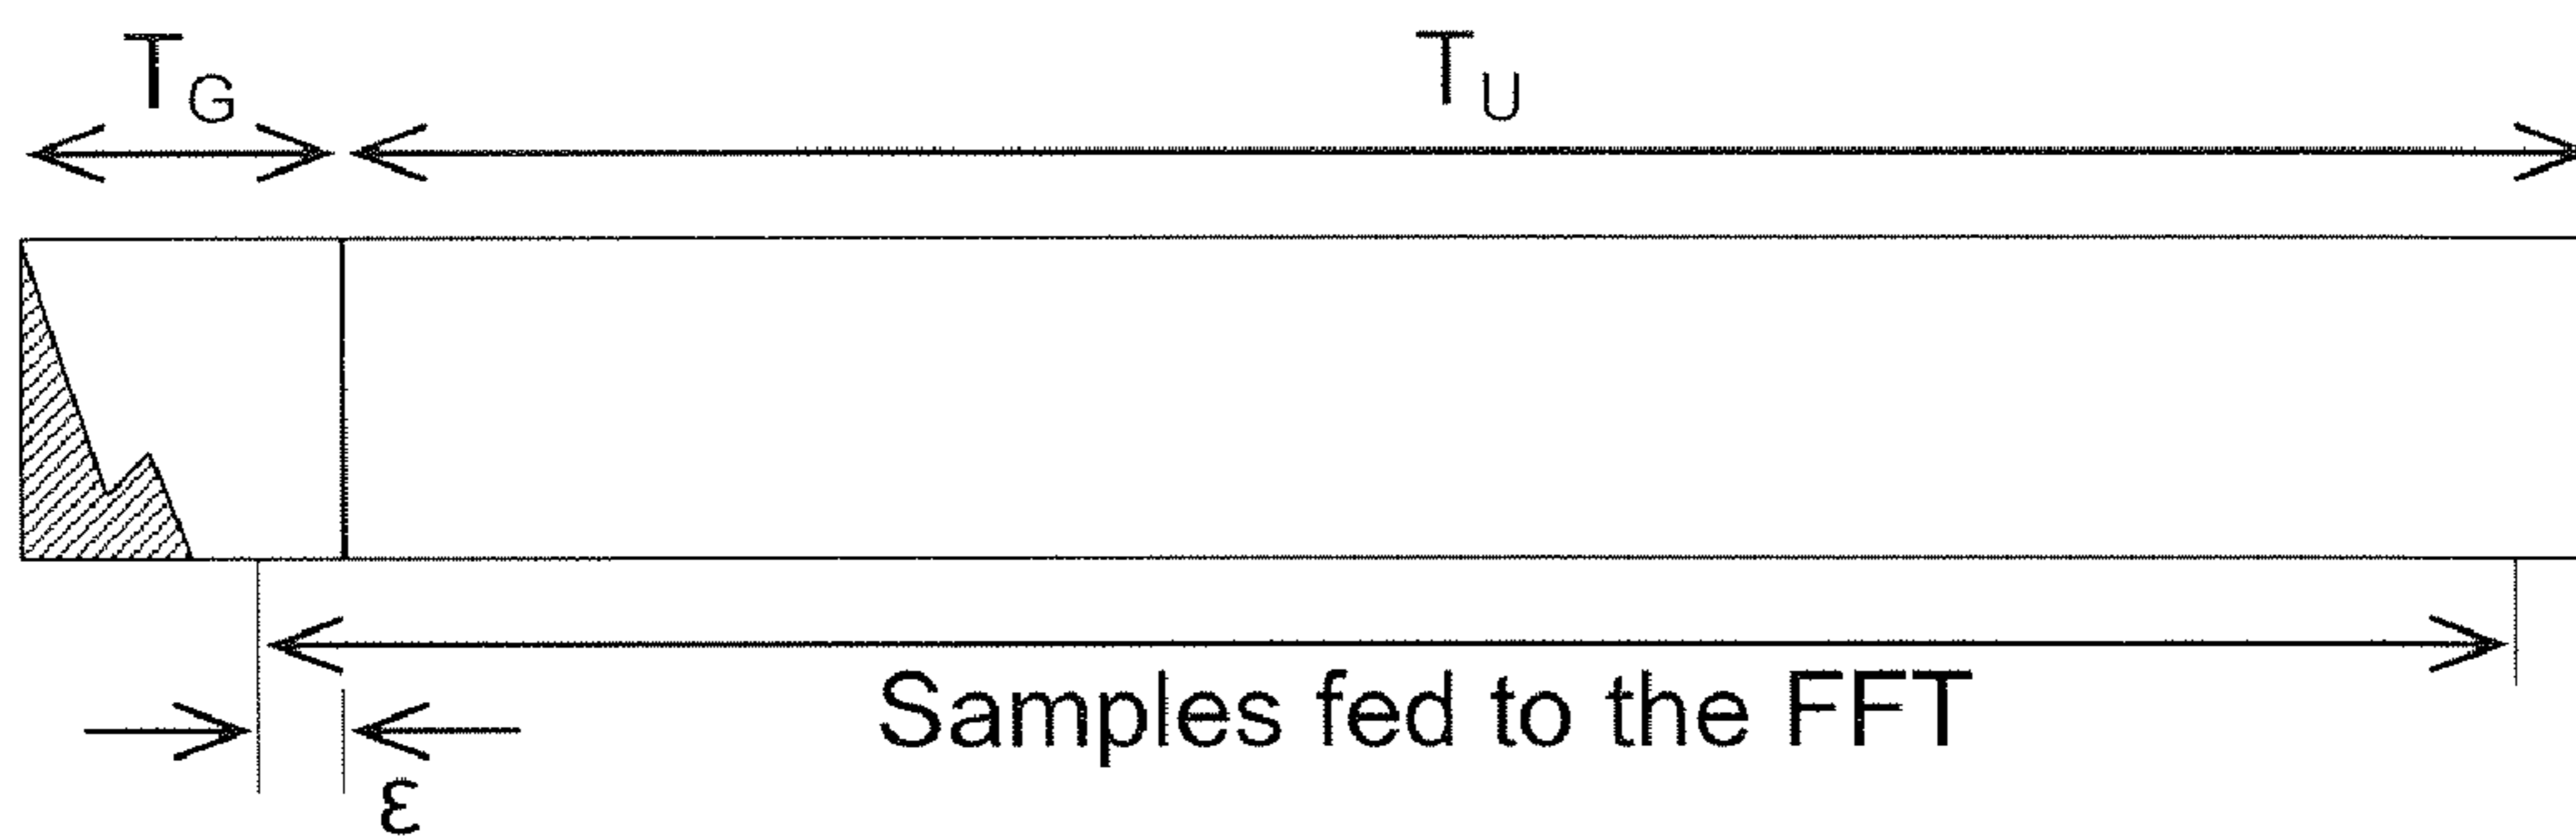 T_G
T_U
Samples fed to the FFT
ε